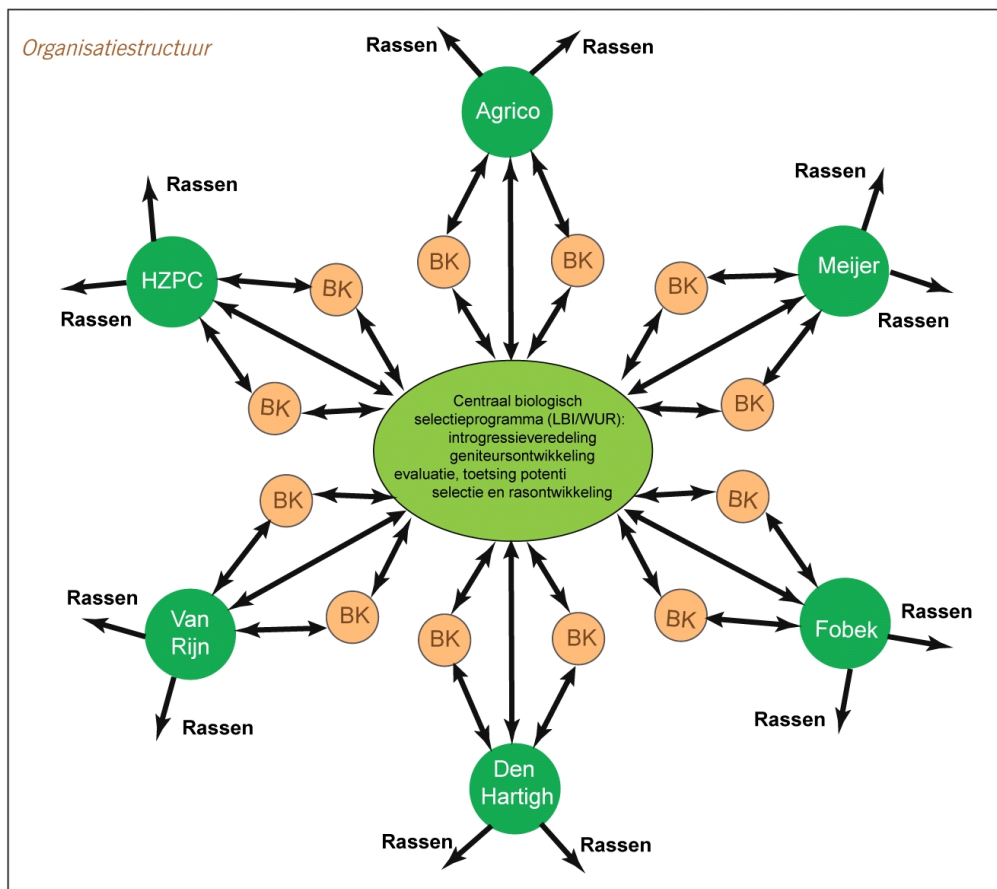 Organisatiestructuur
Rassen
Rassen
Agrico
Rassen
HZPC
Rassen
BK
BK
BK
BK
Rassen
Meijer
Rassen
BK
BK
Centraal biologisch
selectieprogramma (LBI/WUR):
introgressieveredeling
geniteursontwikkeling
evaluatie, toetsing potenti
selectie en rasontwikkeling
BK
BK
Rassen
Van
Rijn
Rassen
BK
BK
BK
BK
Rassen
Fobek
Rassen
Den
Hartigh
Rassen
Rassen